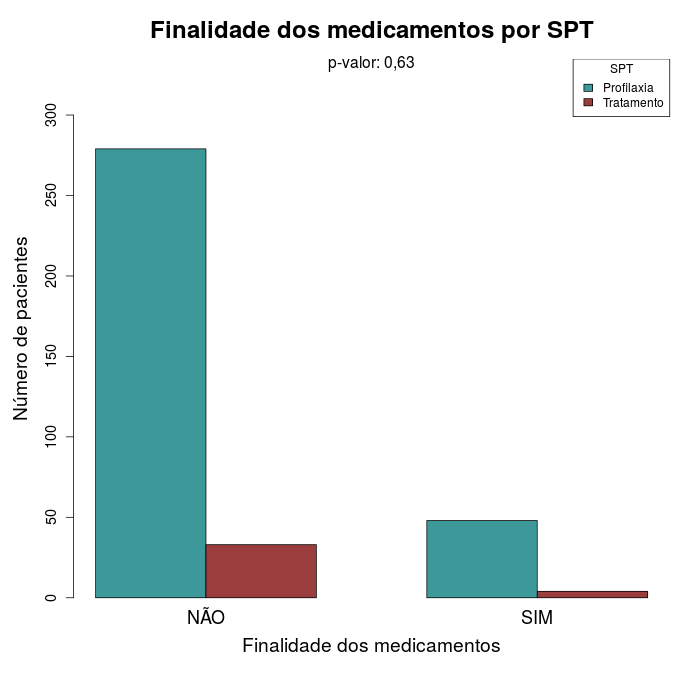 Finalidade dos medicamentos por SPT
p-valor: 0,63
SPT
Profilaxia
Tratamento
300
250
200
150
100
50
0
Número de pacientes
NÃO
SIM
Finalidade dos medicamentos